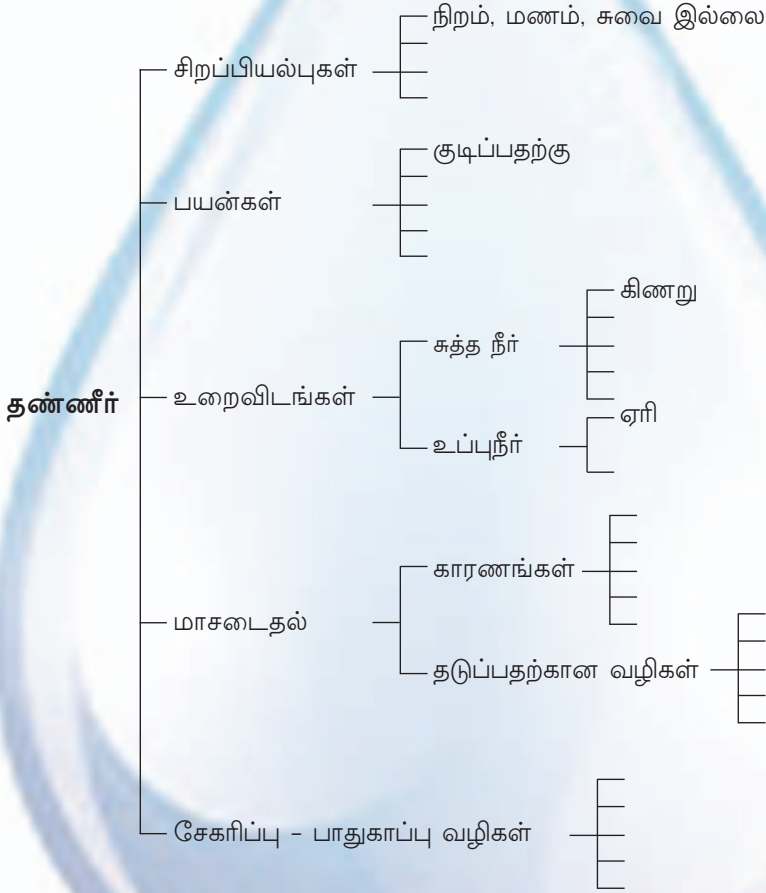 நிறம், மணம், சுவை இல்லை
சிறப்பியல்புகள்
குடிப்பதற்கு
பயன்கள்
கிணறு
சுத்த நீர்
தண்ணீர்
உறைவிடங்கள்
ஏரி
உப்புநீர்
காரணங்கள்
மாசடைதல்
தடுப்பதற்கான வழிகள்
சேகரிப்பு – பாதுகாப்பு வழிகள்